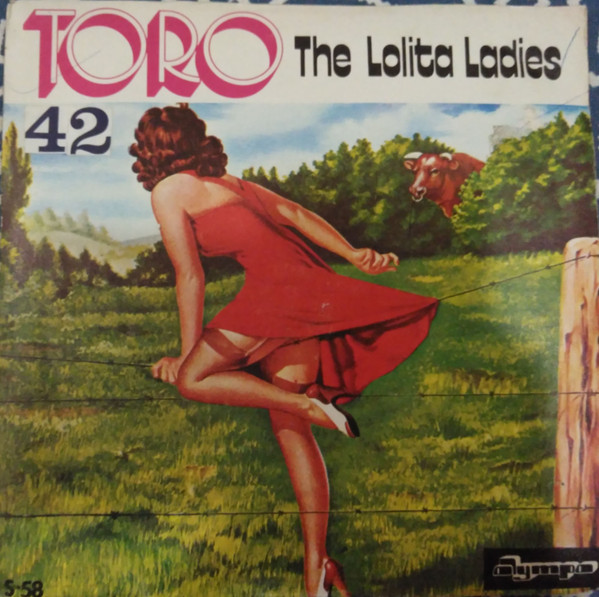 TORO The Lolita Ladies
42
Olympo
S-58